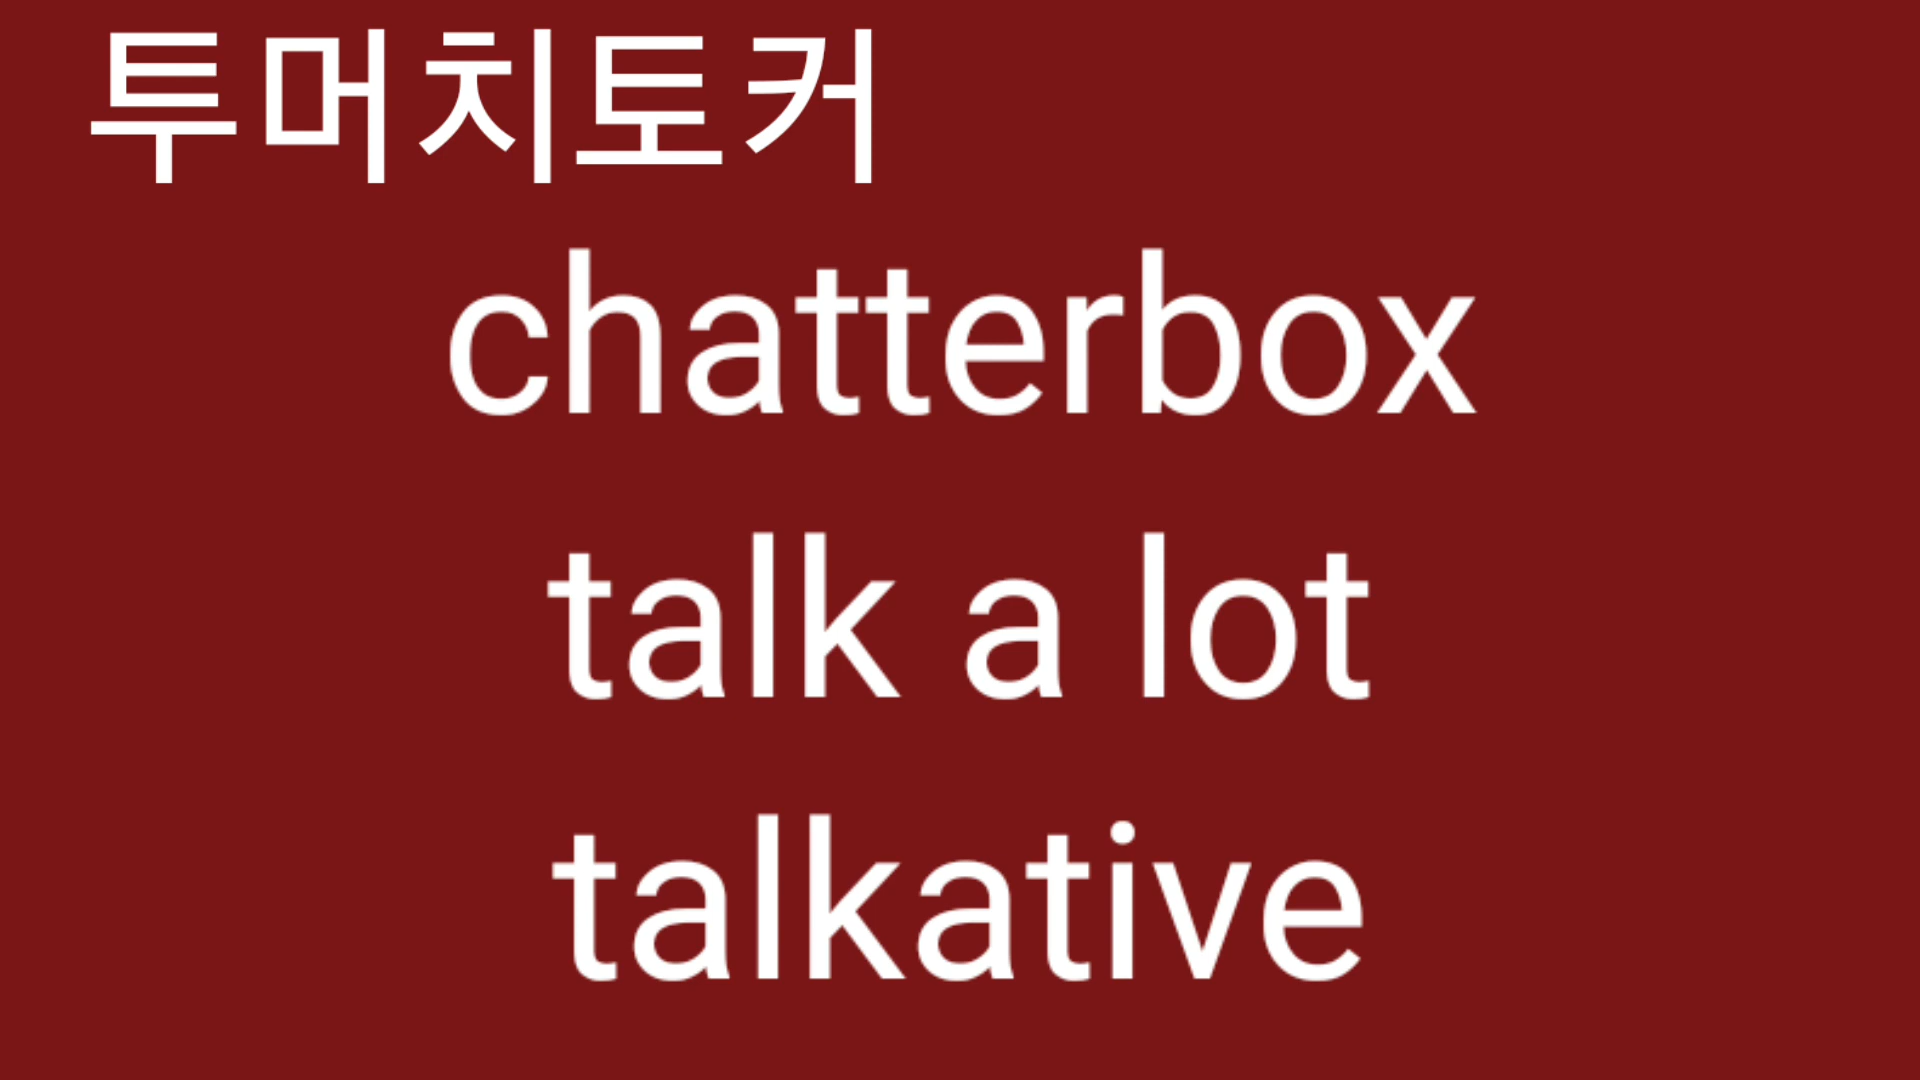 투머치토커
chatterbox
talk a lot
talkative